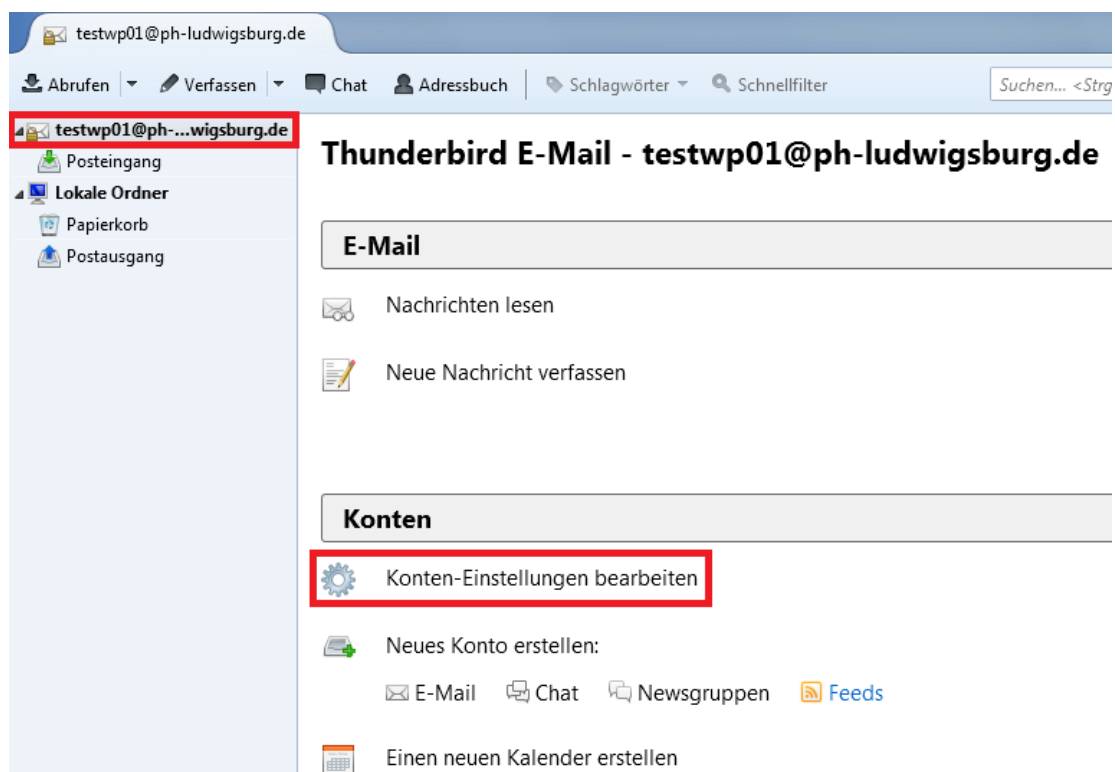 testwp01@ph-ludwigsburg.de
Abrufen Verfassen Chat Adressbuch Schlagwörter Schnellfilter Suchen... <Strg
testwp01@ph-...wigsburg.de
Posteingang
Lokale Ordner
Papierkorb
Postausgang
Thunderbird E-Mail - testwp01@ph-ludwigsburg.de
E-Mail
Nachrichten lesen
Neue Nachricht verfassen
Konten
Konten-Einstellungen bearbeiten
Neues Konto erstellen:
E-Mail Chat Newsgruppen Feeds
Einen neuen Kalender erstellen